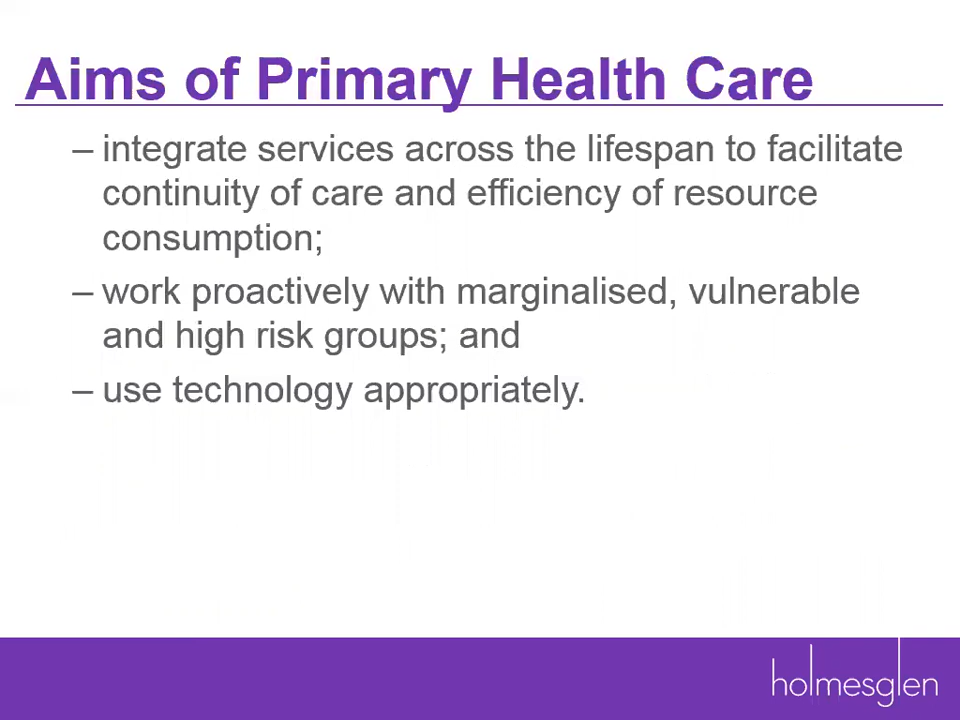 Aims of Primary Health Care
– integrate services across the lifespan to facilitate
continuity of care and efficiency of resource
consumption;
– work proactively with marginalised, vulnerable
and high risk groups; and
– use technology appropriately.
holmesglen